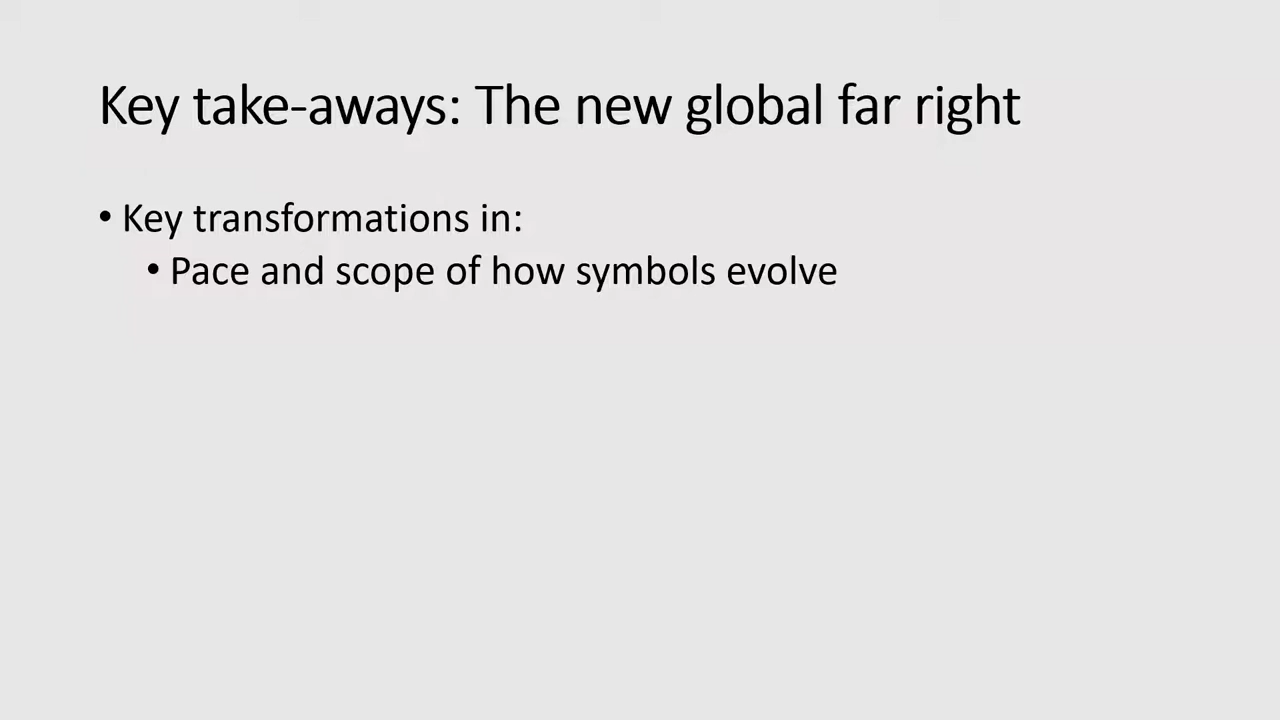 Key take-aways: The new global far right
• Key transformations in:
• Pace and scope of how symbols evolve